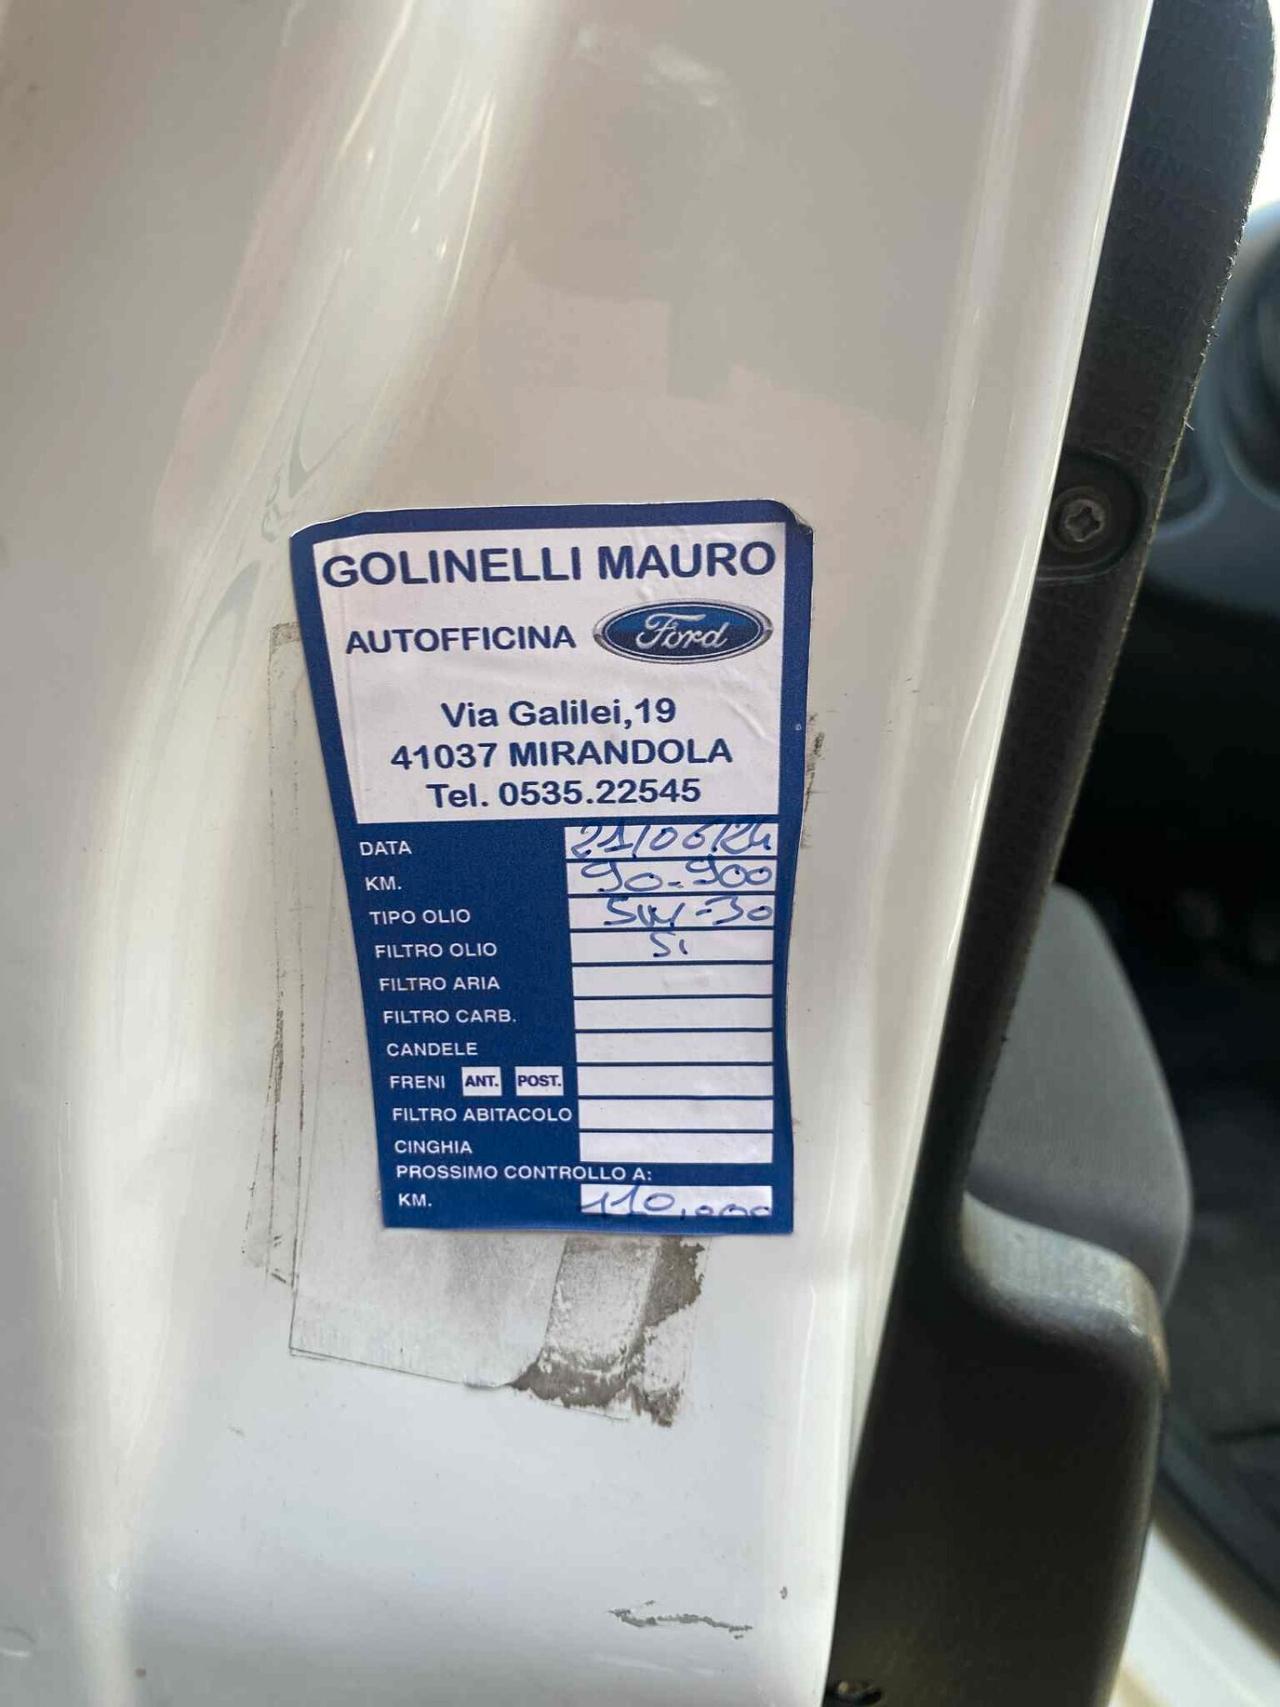 GOLINELLI MAURO
AUTOFFICINA Ford
Via Galilei,19
41037 MIRANDOLA
Tel. 0535.22545
DATA 21/06/24
KM. 90.900
TIPO OLIO 5W-30
FILTRO OLIO Si
FILTRO ARIA
FILTRO CARB.
CANDELE
FRENI ANT. POST.
FILTRO ABITACOLO
CINGHIA
PROSSIMO CONTROLLO A:
KM. 110.000